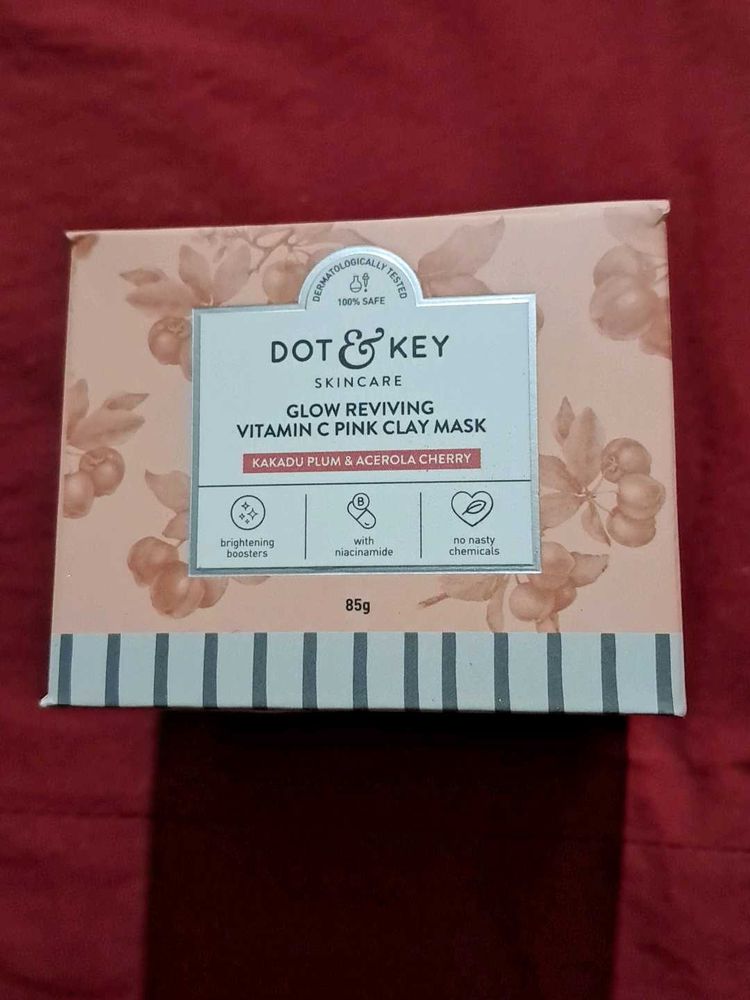 DERMATOLOGICALLY TESTED
100% SAFE
DOT & KEY
SKINCARE
GLOW REVIVING
VITAMIN C PINK CLAY MASK
KAKADU PLUM & ACEROLA CHERRY
brightening
boosters
B
with
niacinamide
no nasty
chemicals
85g